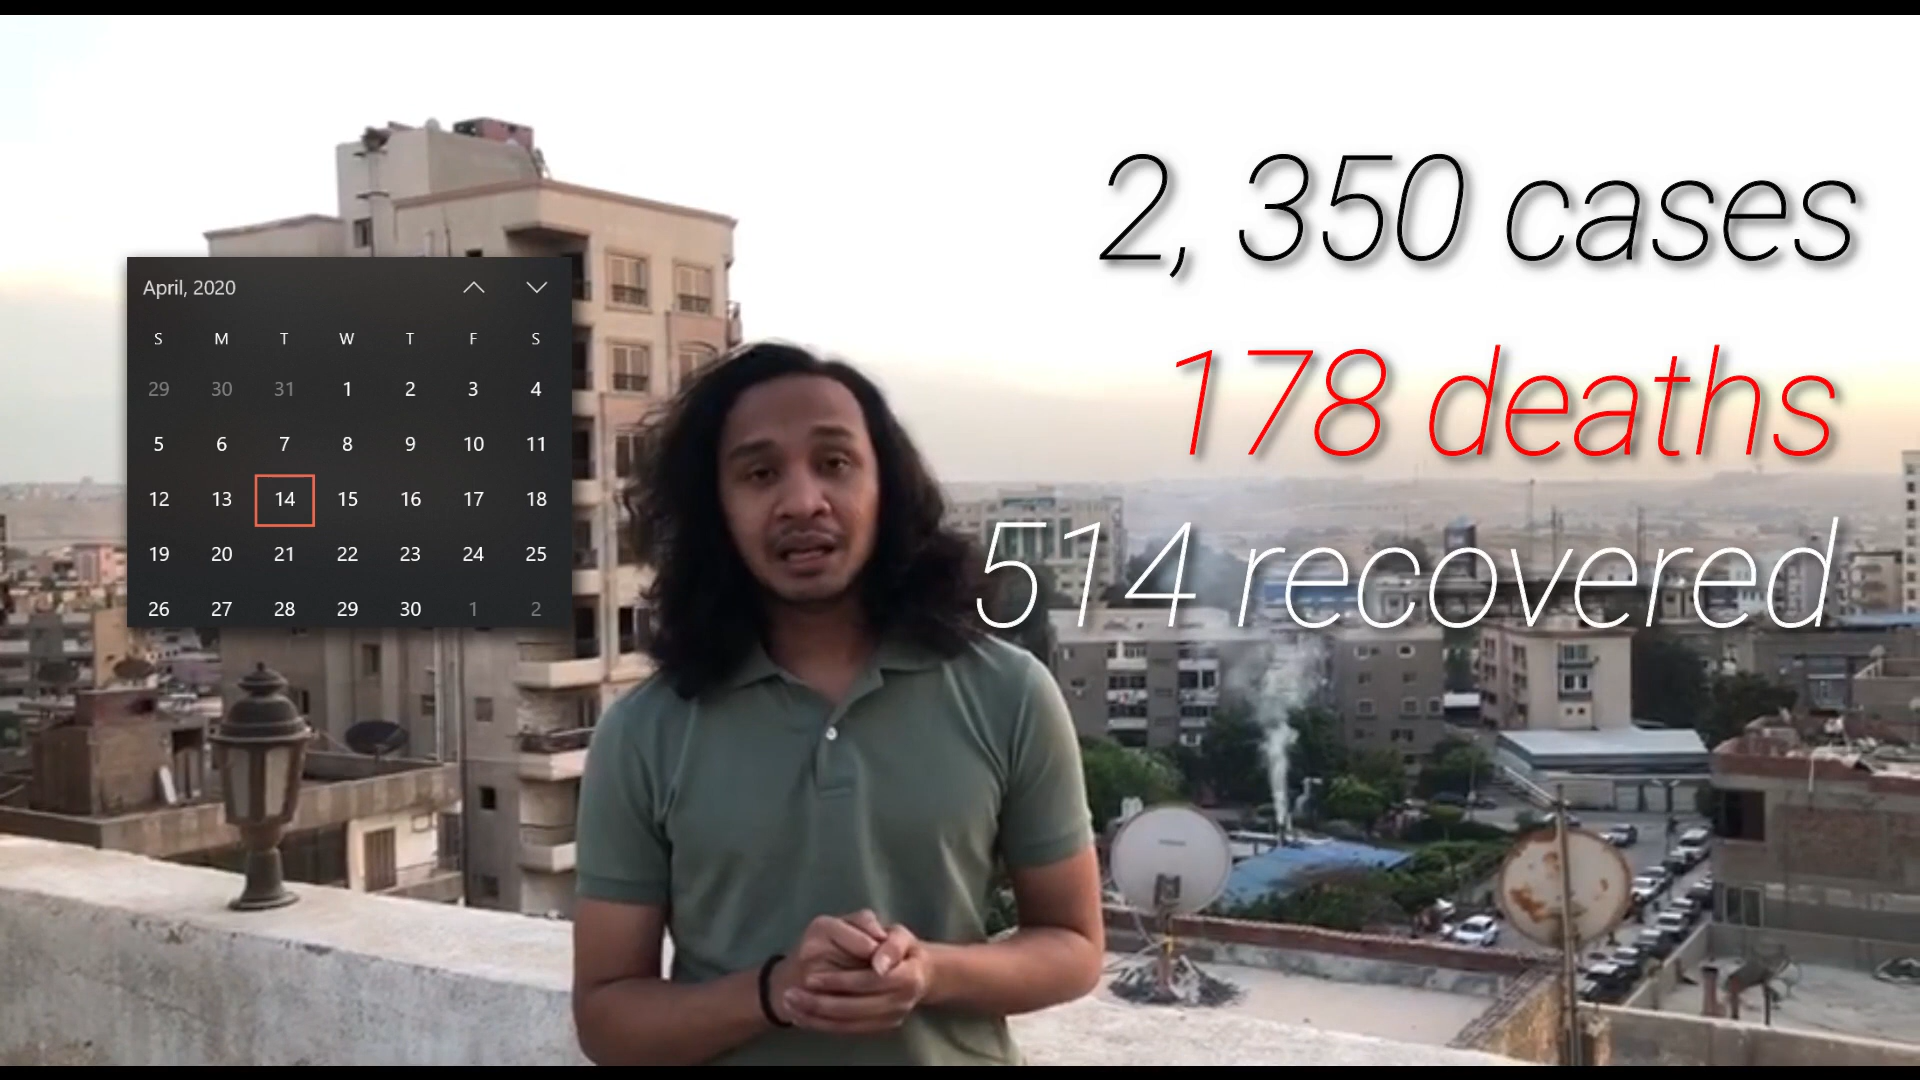 April, 2020
S M T W T F S
29 30 31 1 2 3 4
5 6 7 8 9 10 11
12 13 14 15 16 17 18
19 20 21 22 23 24 25
26 27 28 29 30 1 2
2, 350 cases
178 deaths
514 recovered